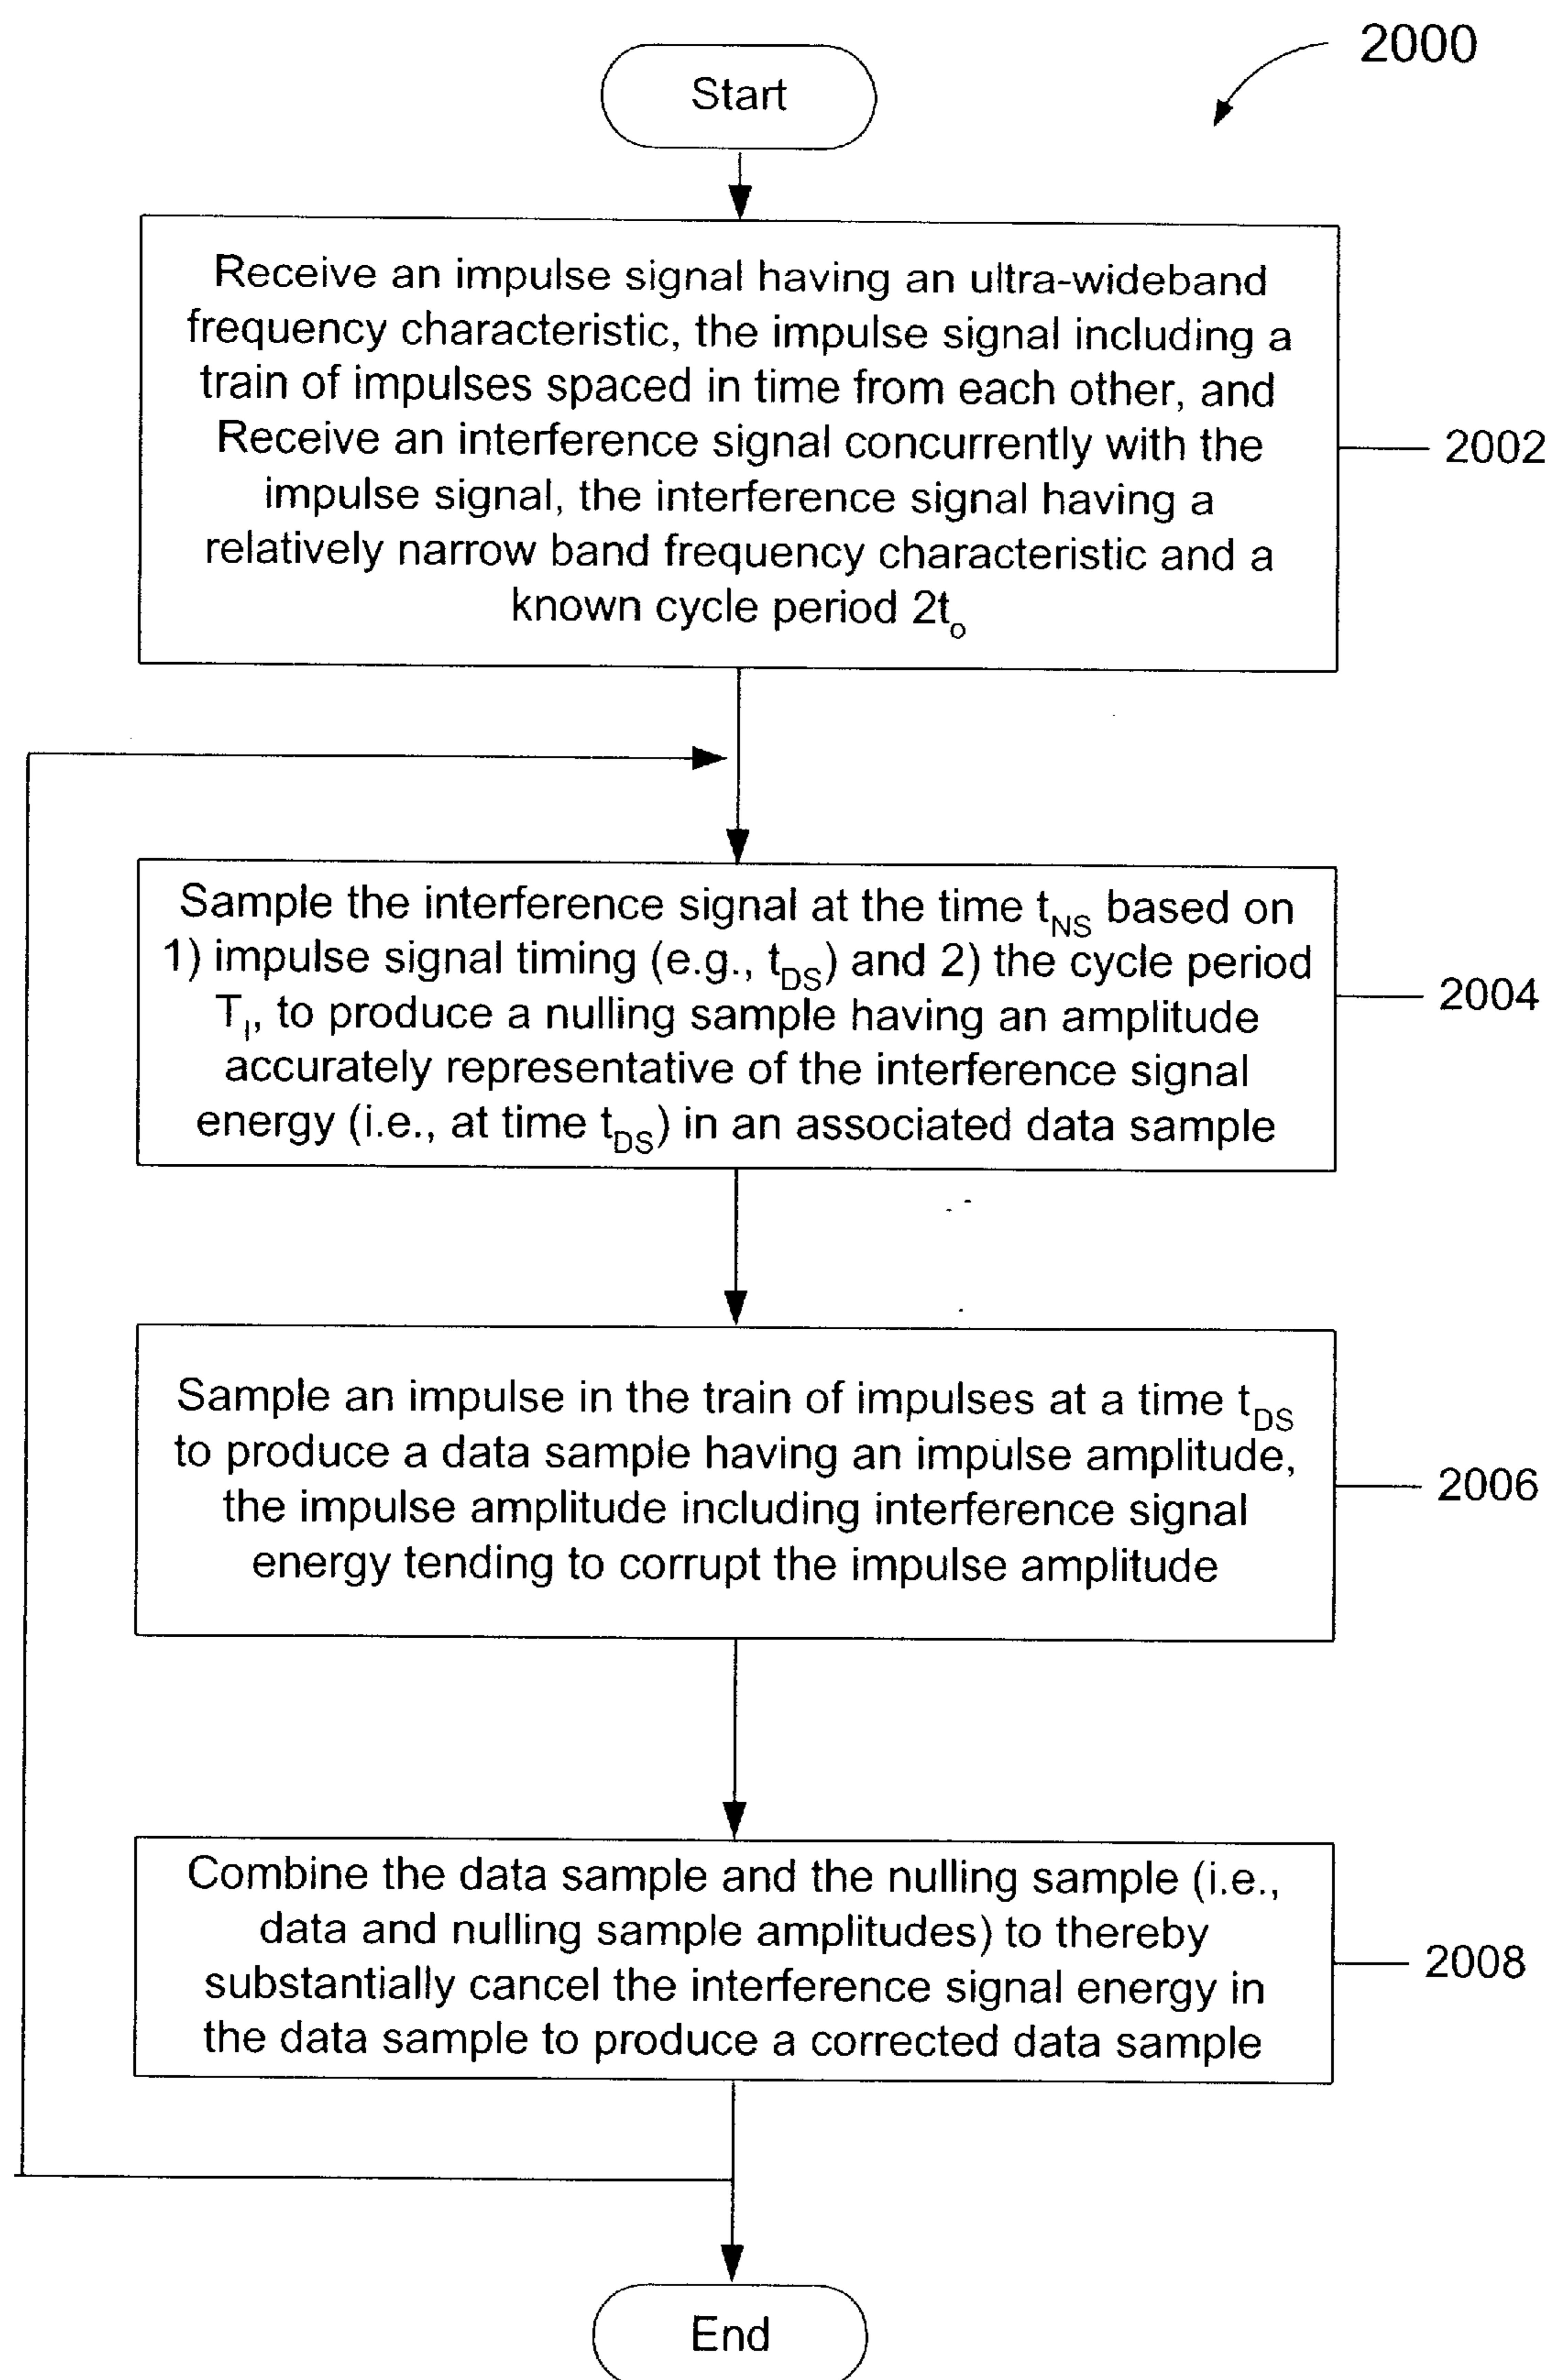 2000
Start
Receive an impulse signal having an ultra-wideband
frequency characteristic, the impulse signal including a
train of impulses spaced in time from each other, and
Receive an interference signal concurrently with the
impulse signal, the interference signal having a
relatively narrow band frequency characteristic and a
known cycle period 2to
2002
Sample the interference signal at the time tNS based on
1) impulse signal timing (e.g., tDS) and 2) the cycle period
TI, to produce a nulling sample having an amplitude
accurately representative of the interference signal
energy (i.e., at time tDS) in an associated data sample
2004
Sample an impulse in the train of impulses at a time tDS
to produce a data sample having an impulse amplitude,
the impulse amplitude including interference signal
energy tending to corrupt the impulse amplitude
2006
Combine the data sample and the nulling sample (i.e.,
data and nulling sample amplitudes) to thereby
substantially cancel the interference signal energy in
the data sample to produce a corrected data sample
2008
End